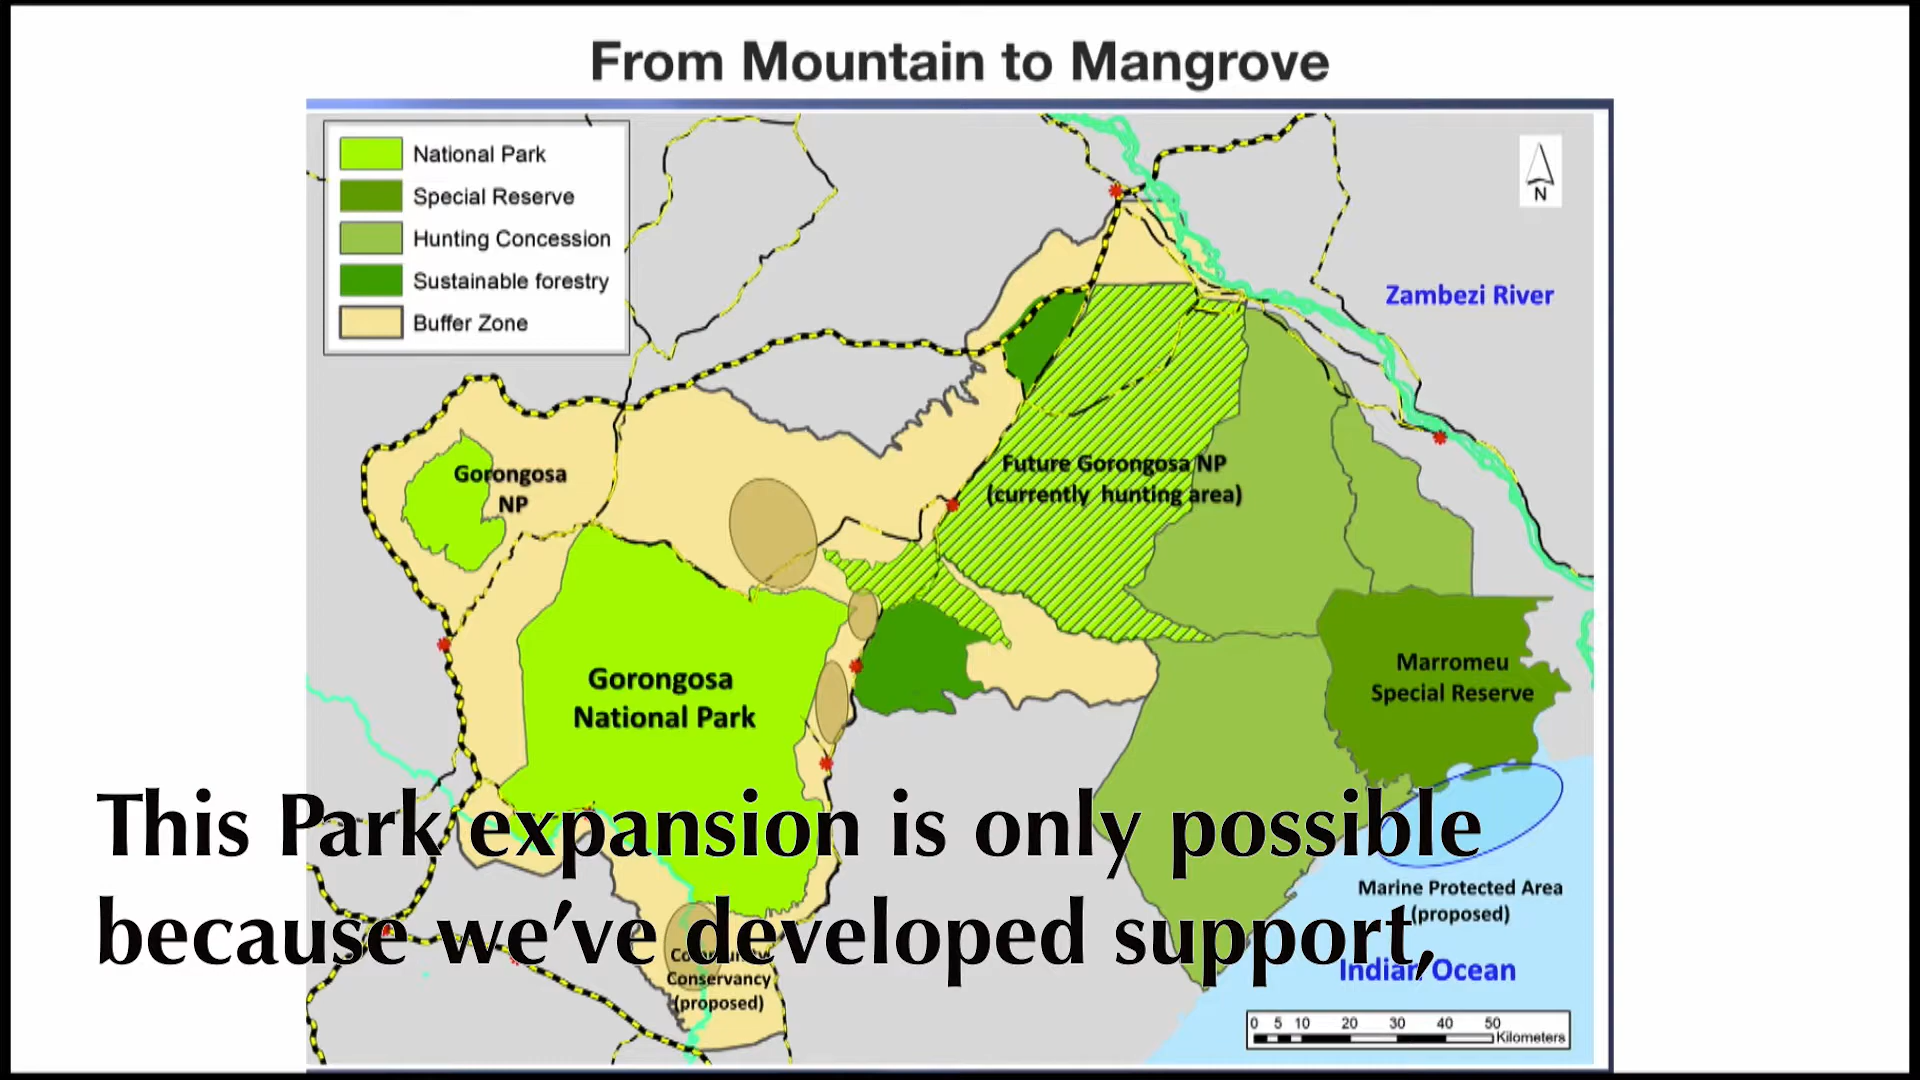 From Mountain to Mangrove
National Park
Special Reserve
Hunting Concession
Sustainable forestry
Buffer Zone
N
Zambezi River
Gorongosa
NP
Future Gorongosa NP
(currently hunting area)
Gorongosa
National Park
Marromeu
Special Reserve
This Park expansion is only possible
because we've developed support,
Marine Protected Area
(proposed)
Indian Ocean
Community
Conservancy
(proposed)
0 5 10 20 30 40 50
Kilometers